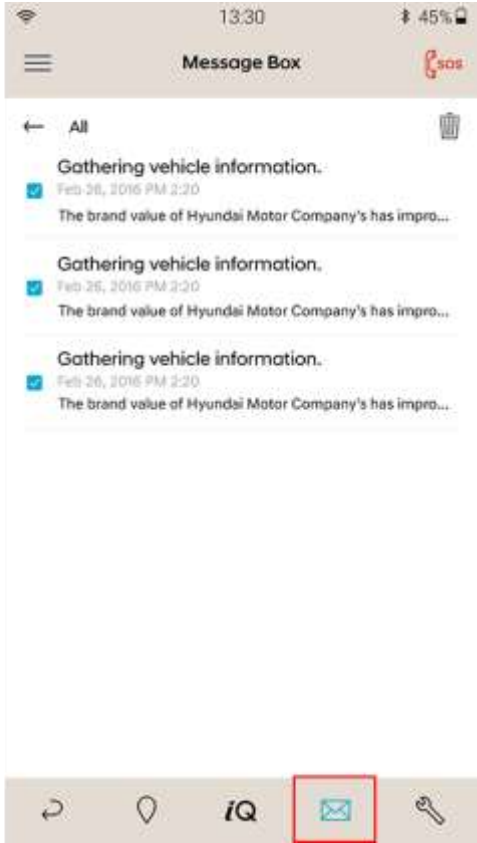 13:30
45%
Message Box
sos
All
Gathering vehicle information.
Feb 26, 2016 PM 2:20
The brand value of Hyundai Motor Company's has impro...
Gathering vehicle information.
Feb 26, 2016 PM 2:20
The brand value of Hyundai Motor Company's has impro...
Gathering vehicle information.
Feb 26, 2016 PM 2:20
The brand value of Hyundai Motor Company's has impro...
iQ